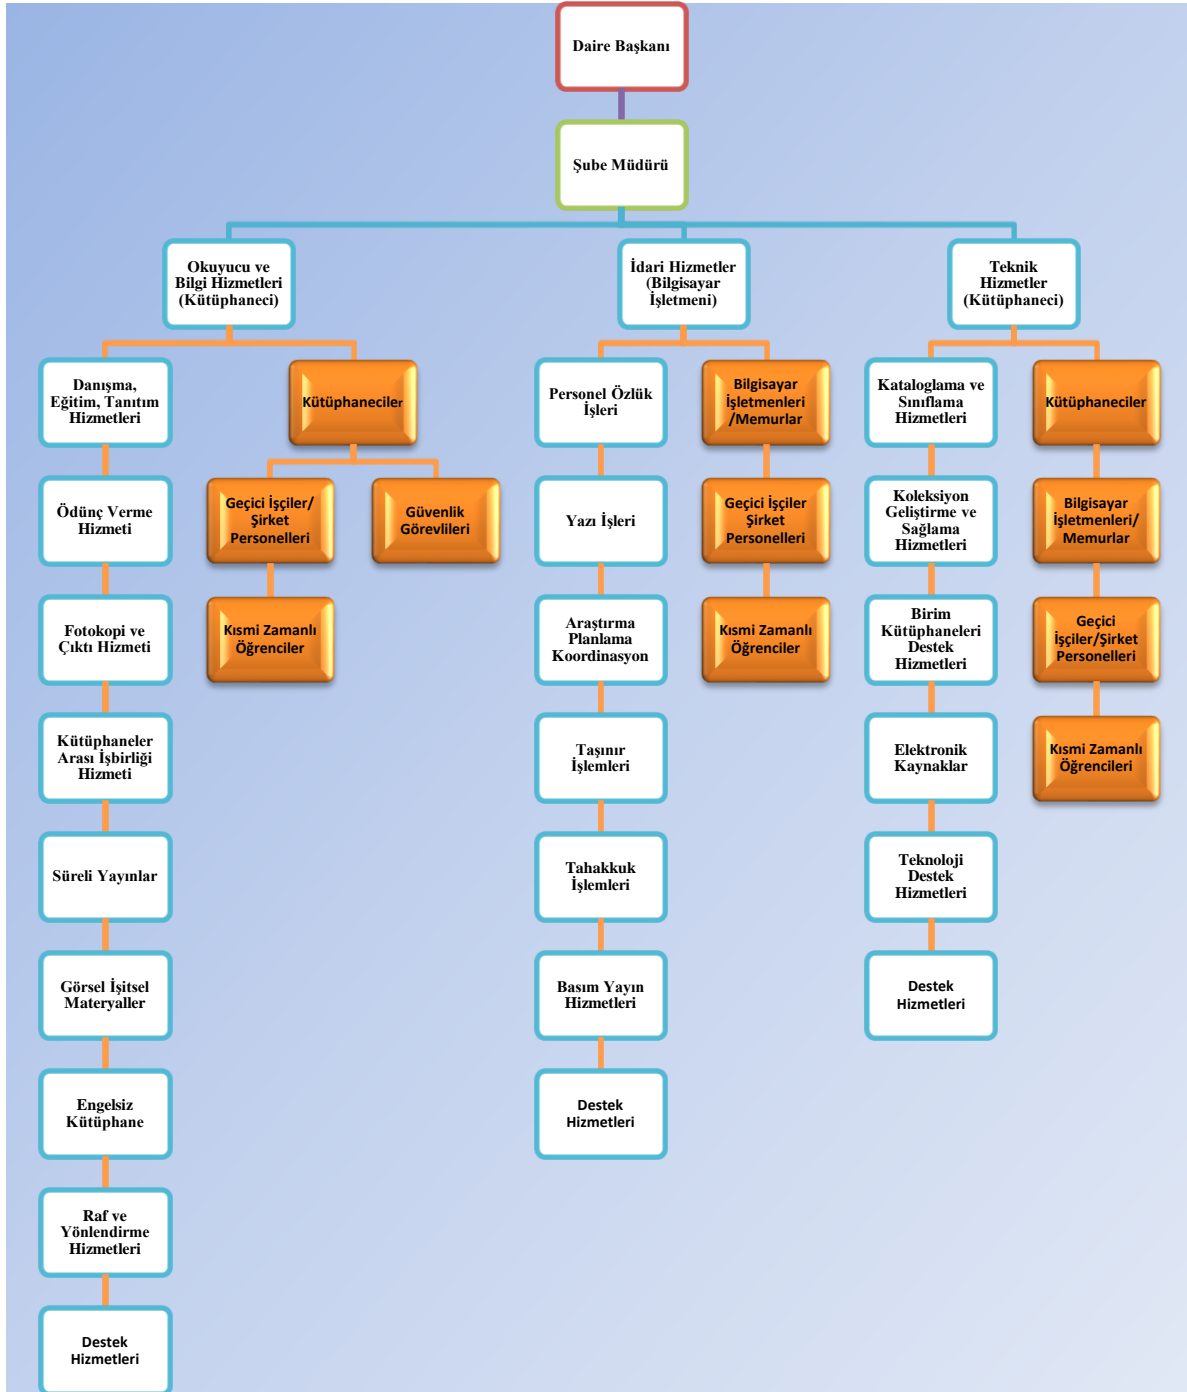 Daire Başkanı
Şube Müdürü
Okuyucu ve
Bilgi Hizmetleri
(Kütüphaneci)
İdari Hizmetler
(Bilgisayar
İşletmeni)
Teknik
Hizmetler
(Kütüphaneci)
Danışma,
Eğitim, Tanıtım
Hizmetleri
Kütüphaneciler
Personel Özlük
İşleri
Bilgisayar
İşletmenleri
/Memurlar
Kataloglama ve
Sınıflama
Hizmetleri
Kütüphaneciler
Ödünç Verme
Hizmeti
Geçici İşçiler/
Şirket
Personelleri
Güvenlik
Görevlileri
Yazı İşleri
Geçici İşçiler
Şirket
Personelleri
Koleksiyon
Geliştirme ve
Sağlama
Hizmetleri
Bilgisayar
İşletmenleri/
Memurlar
Fotokopi ve
Çıktı Hizmeti
Kısmi Zamanlı
Öğrenciler
Araştırma
Planlama
Koordinasyon
Kısmi Zamanlı
Öğrenciler
Birim
Kütüphaneleri
Destek
Hizmetleri
Geçici
İşçiler/Şirket
Personelleri
Kütüphaneler
Arası İşbirliği
Hizmeti
Taşınır
İşlemleri
Elektronik
Kaynaklar
Kısmi Zamanlı
Öğrencileri
Süreli Yayınlar
Tahakkuk
İşlemleri
Teknoloji
Destek
Hizmetleri
Görsel İşitsel
Materyaller
Basım Yayın
Hizmetleri
Destek
Hizmetleri
Engelsiz
Kütüphane
Destek
Hizmetleri
Raf ve
Yönlendirme
Hizmetleri
Destek
Hizmetleri